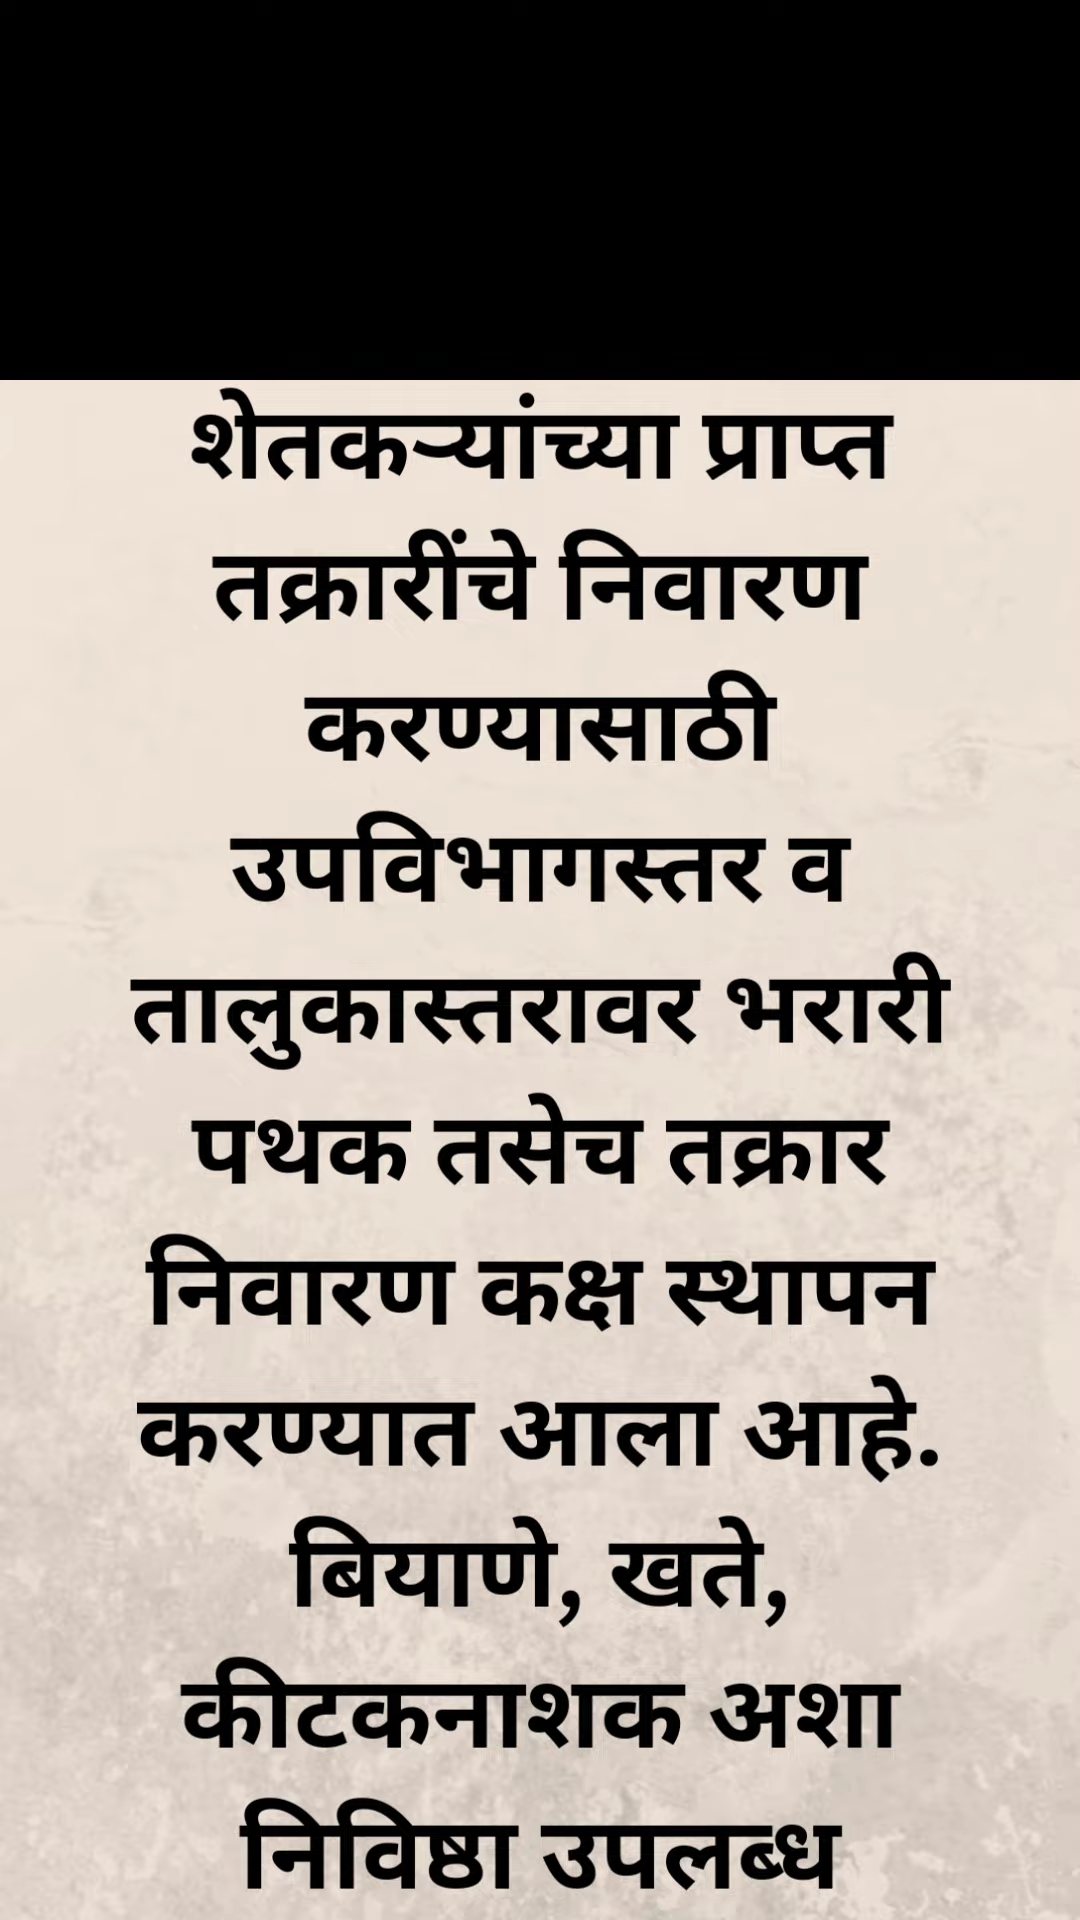 शेतकऱ्यांच्या प्राप्त
तक्रारींचे निवारण
करण्यासाठी
उपविभागस्तर व
तालुकास्तरावर भरारी
पथक तसेच तक्रार
निवारण कक्ष स्थापन
करण्यात आला आहे.
बियाणे, खते,
कीटकनाशक अशा
निविष्ठा उपलब्ध